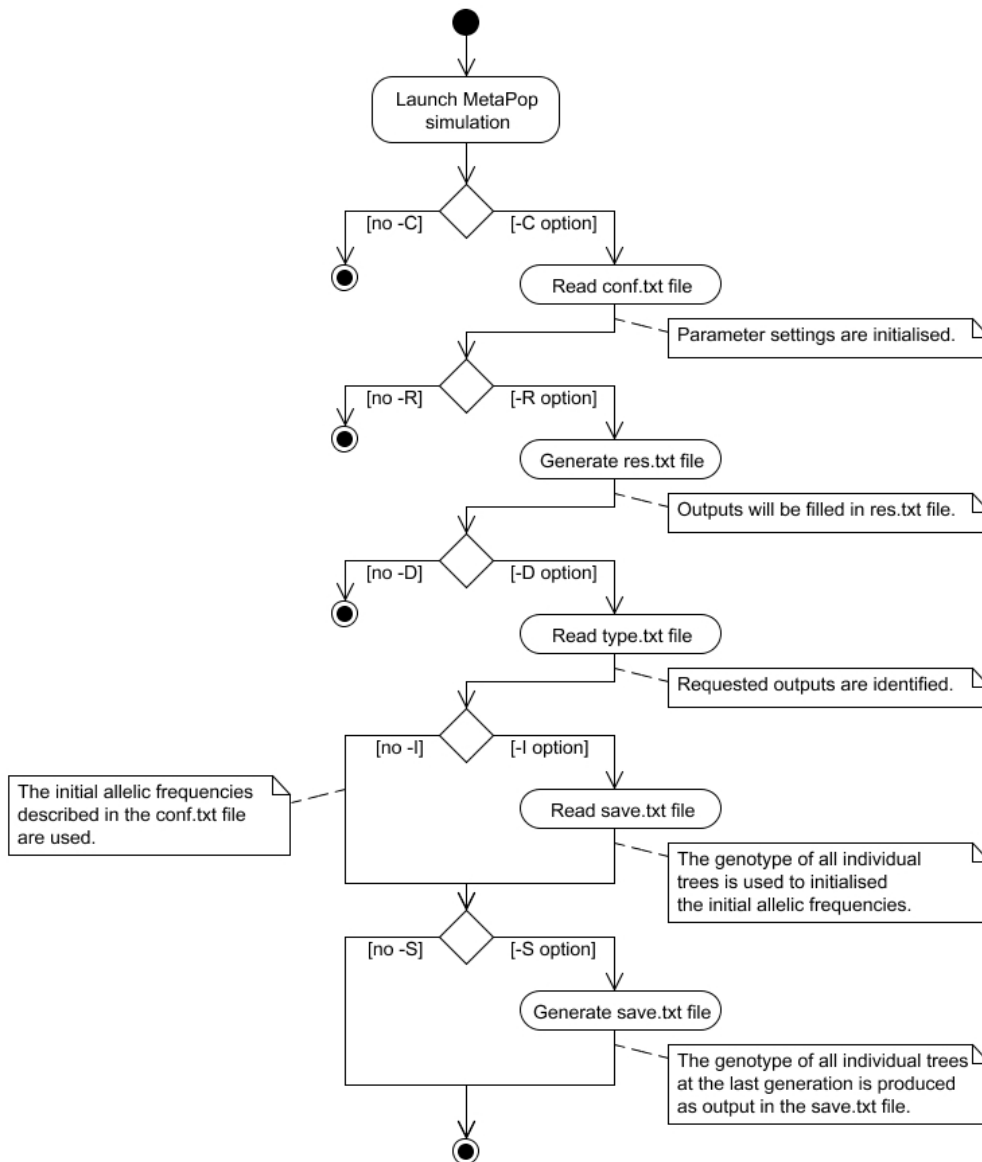 Launch MetaPop
simulation
[no -C]
[-C option]
Read conf.txt file
Parameter settings are initialised.
[no -R]
[-R option]
Generate res.txt file
Outputs will be filled in res.txt file.
[no -D]
[-D option]
Read type.txt file
Requested outputs are identified.
[no -I]
[-I option]
The initial allelic frequencies
described in the conf.txt file
are used.
Read save.txt file
The genotype of all individual
trees is used to initialised
the initial allelic frequencies.
[no -S]
[-S option]
Generate save.txt file
The genotype of all individual trees
at the last generation is produced
as output in the save.txt file.